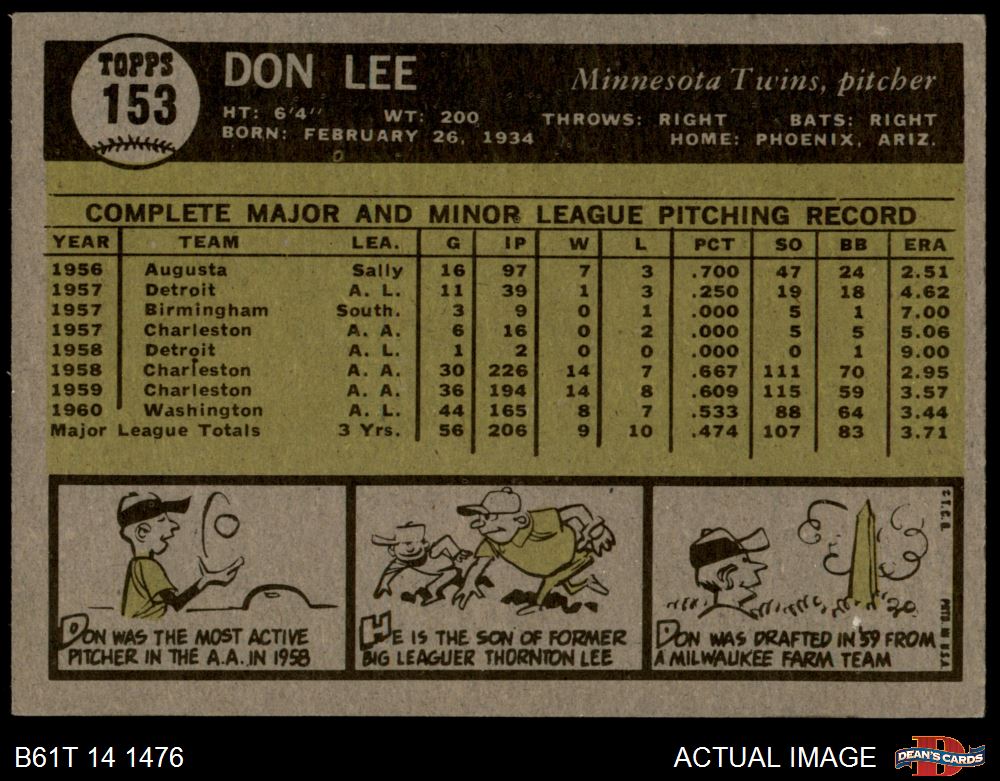 TOPPS
153
DON LEE
Minnesota Twins, pitcher
HT: 6'4" WT: 200 THROWS: RIGHT BATS: RIGHT
BORN: FEBRUARY 26, 1934 HOME: PHOENIX, ARIZ.
COMPLETE MAJOR AND MINOR LEAGUE PITCHING RECORD
YEAR TEAM LEA. G IP W L PCT SO BB ERA
1956 Augusta Sally 16 97 7 3 .700 47 24 2.51
1957 Detroit A. L. 11 39 1 3 .250 19 18 4.62
1957 Birmingham South. 3 9 0 1 .000 5 1 7.00
1957 Charleston A. A. 6 16 0 2 .000 5 5 5.06
1958 Detroit A. L. 1 2 0 0 .000 0 1 9.00
1958 Charleston A. A. 30 226 14 7 .667 111 70 2.95
1959 Charleston A. A. 36 194 14 8 .609 115 59 3.57
1960 Washington A. L. 44 165 8 7 .533 88 64 3.44
Major League Totals 3 Yrs. 56 206 9 10 .474 107 83 3.71
DON WAS THE MOST ACTIVE
PITCHER IN THE A.A. IN 1958
HE IS THE SON OF FORMER
BIG LEAGUER THORNTON LEE
DON WAS DRAFTED IN '59 FROM
A MILWAUKEE FARM TEAM
© T.C.G.
PRTD. IN U.S.A.
B61T 14 1476
ACTUAL IMAGE
D
DEAN'S CARDS